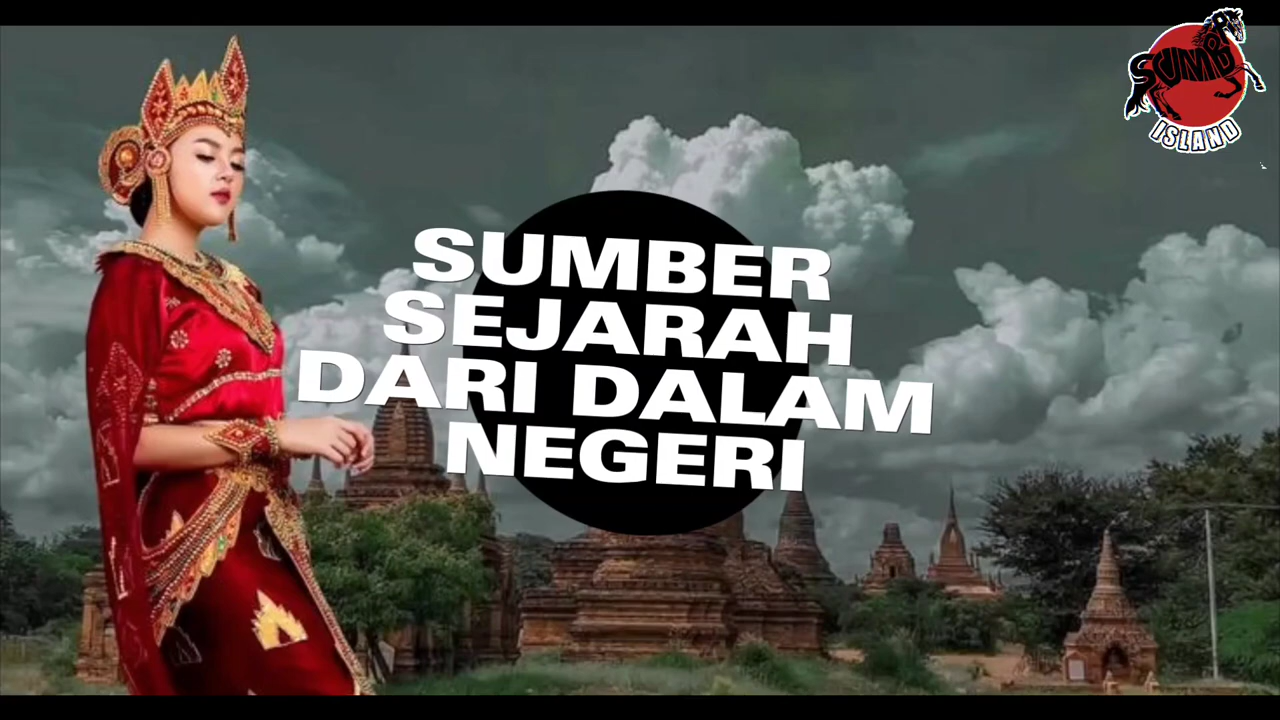 SUMBA
ISLAND
SUMBER
SEJARAH
DARI DALAM
NEGERI